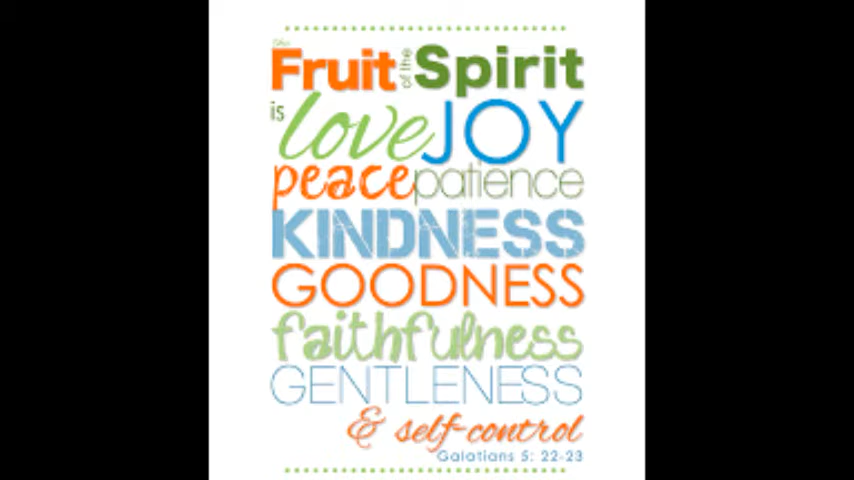 the Fruit of the Spirit
is love JOY
peace patience
KINDNESS
GOODNESS
faithfulness
GENTLENESS
& self-control
Galatians 5: 22-23